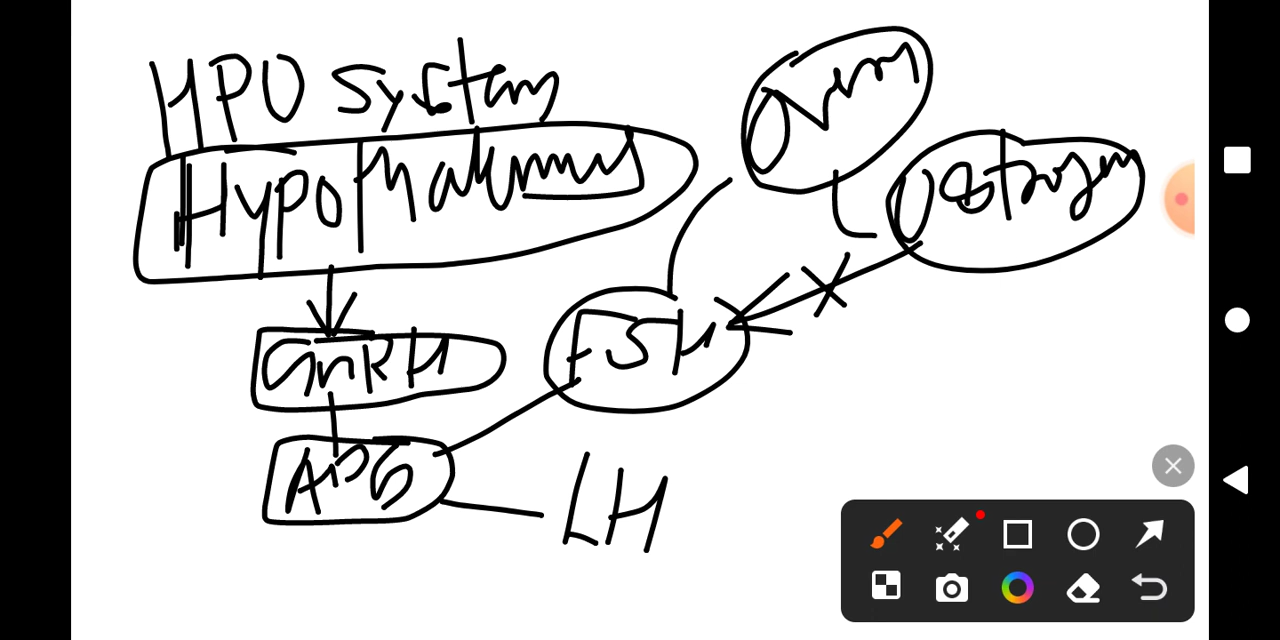 HPO System
Hypothalamus
Ovary
Oestrogen
GnRH
FSH
APG
LH